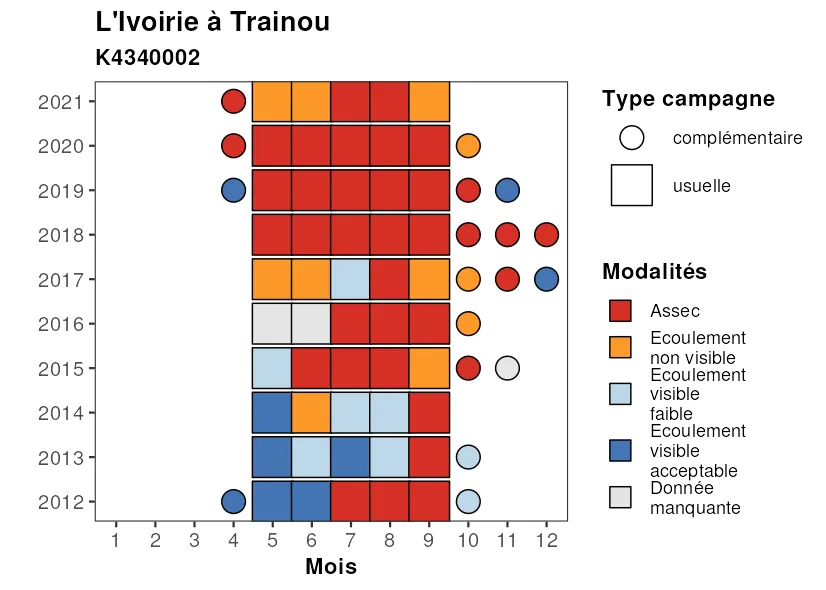 L'Ivoirie à Trainou
K4340002
2021
2020
2019
2018
2017
2016
2015
2014
2013
2012
1 2 3 4 5 6 7 8 9 10 11 12
Mois
Type campagne
complémentaire
usuelle
Modalités
Assec
Ecoulement
non visible
Ecoulement
visible
faible
Ecoulement
visible
acceptable
Donnée
manquante